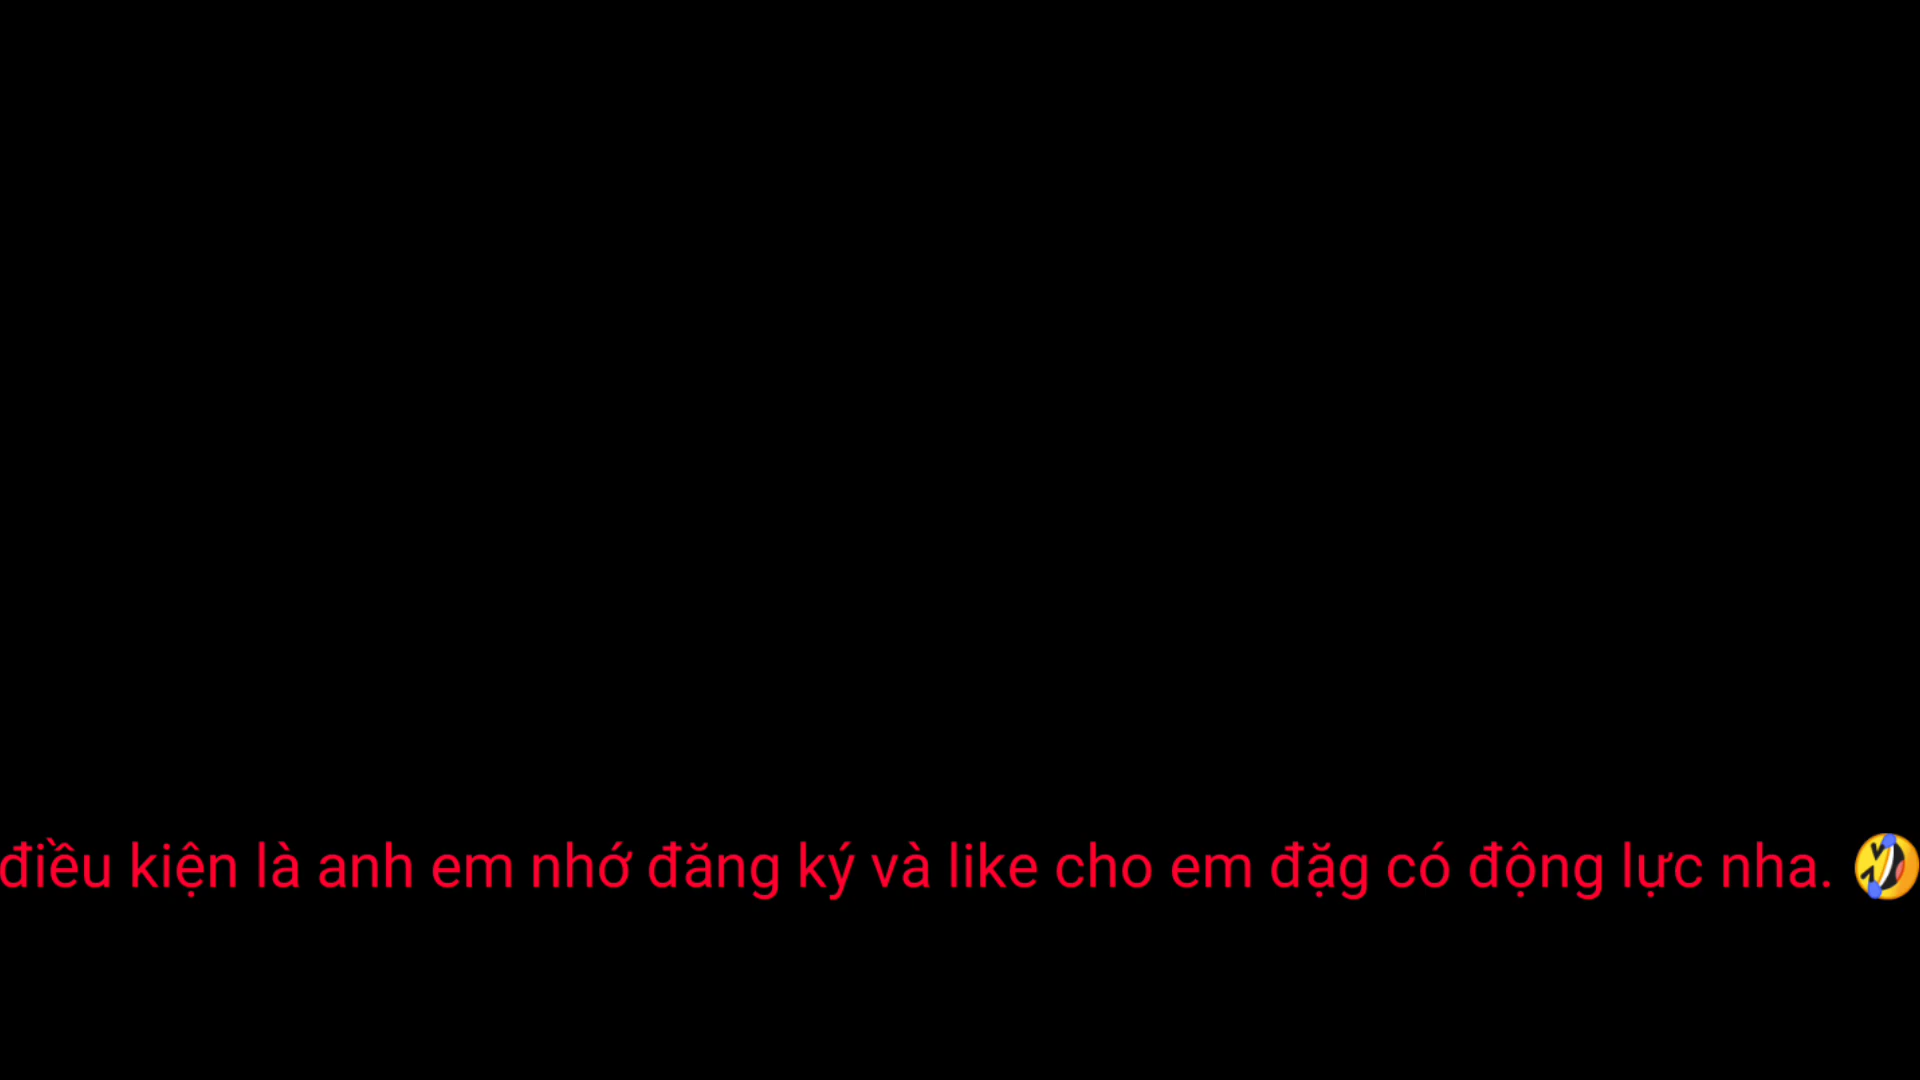 điều kiện là anh em nhớ đăng ký và like cho em đặg có động lực nha. 🤣